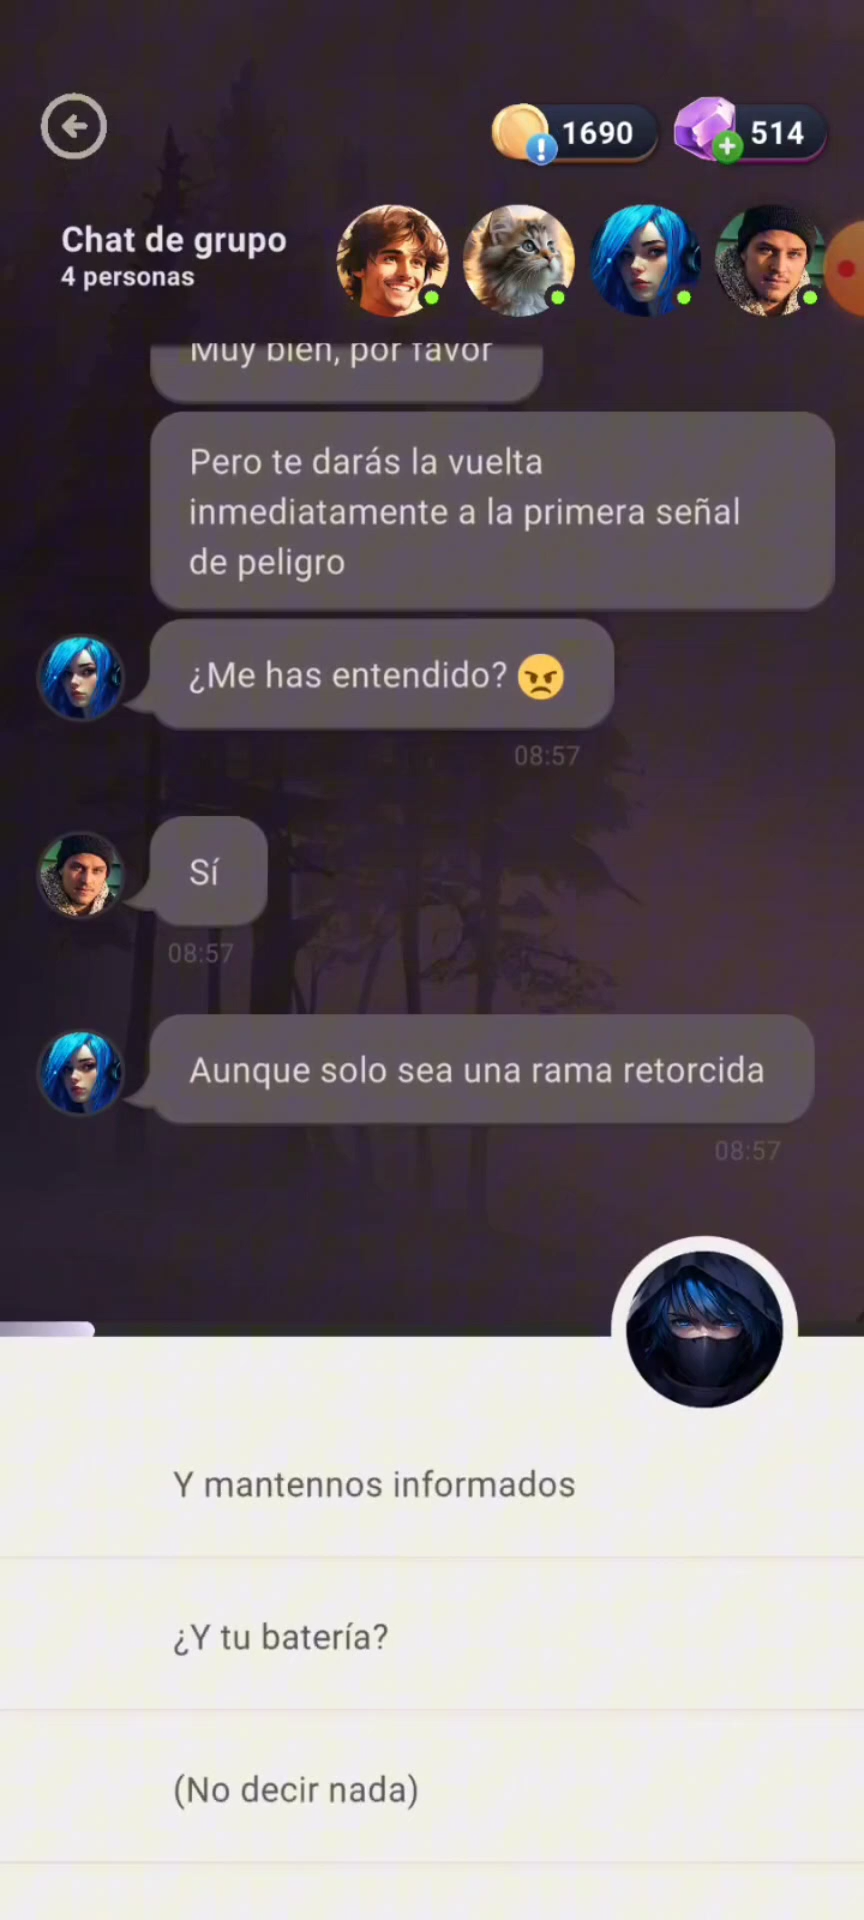 1690
514
Chat de grupo
4 personas
Muy bien, por favor
Pero te darás la vuelta
inmediatamente a la primera señal
de peligro
¿Me has entendido? 😠
08:57
Sí
08:57
Aunque solo sea una rama retorcida
08:57
Y mantennos informados
¿Y tu batería?
(No decir nada)